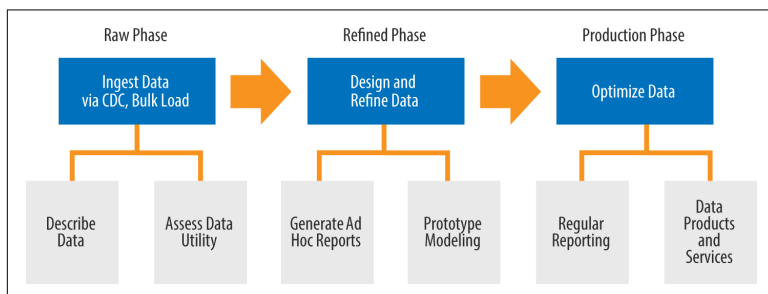 Raw Phase
Refined Phase
Production Phase
Ingest Data
via CDC, Bulk Load
Design and
Refine Data
Optimize Data
Describe
Data
Assess Data
Utility
Generate Ad
Hoc Reports
Prototype
Modeling
Regular
Reporting
Data
Products
and
Services